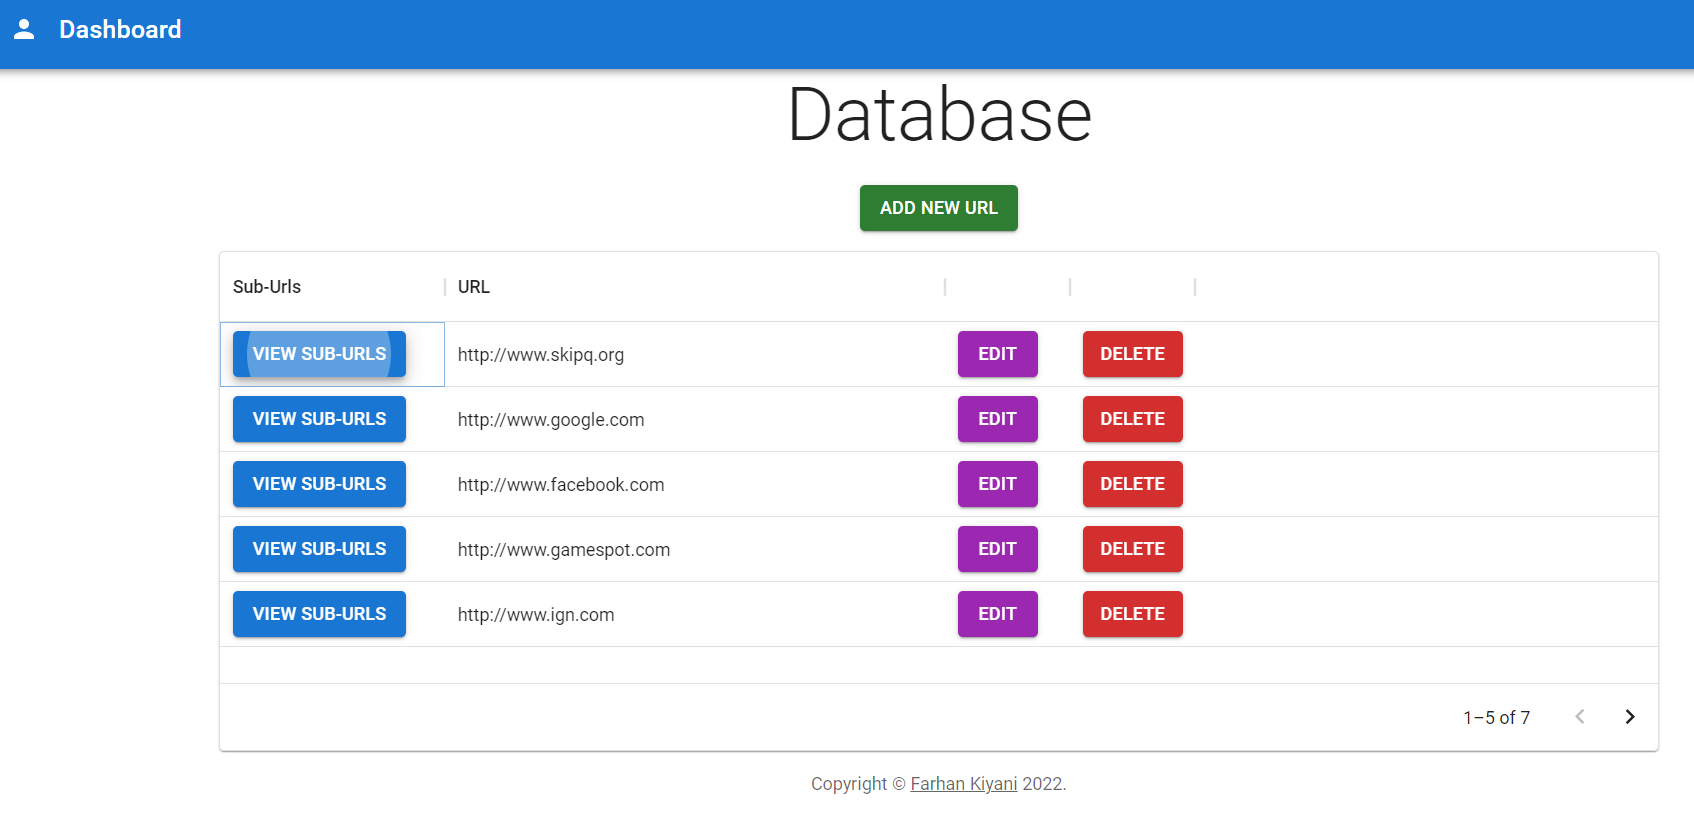 Dashboard
Database
ADD NEW URL
Sub-Urls URL
VIEW SUB-URLS http://www.skipq.org EDIT DELETE
VIEW SUB-URLS http://www.google.com EDIT DELETE
VIEW SUB-URLS http://www.facebook.com EDIT DELETE
VIEW SUB-URLS http://www.gamespot.com EDIT DELETE
VIEW SUB-URLS http://www.ign.com EDIT DELETE
1–5 of 7
Copyright © Farhan Kiyani 2022.